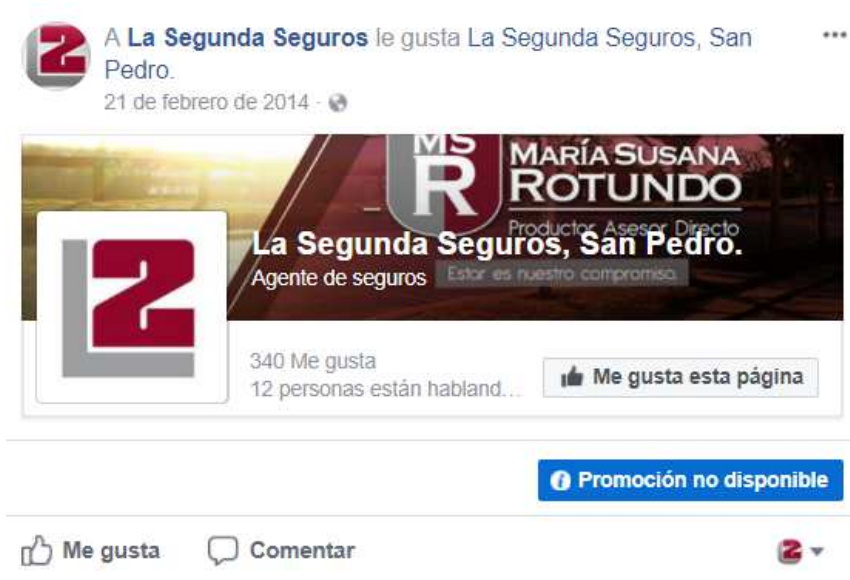 A La Segunda Seguros le gusta La Segunda Seguros, San
Pedro.
21 de febrero de 2014 ·
MS
R
MARÍA SUSANA
ROTUNDO
Productor Asesor Directo
La Segunda Seguros, San Pedro.
Agente de seguros
Estar es nuestro compromiso.
2
340 Me gusta
12 personas están habland...
Me gusta esta página
Promoción no disponible
Me gusta
Comentar